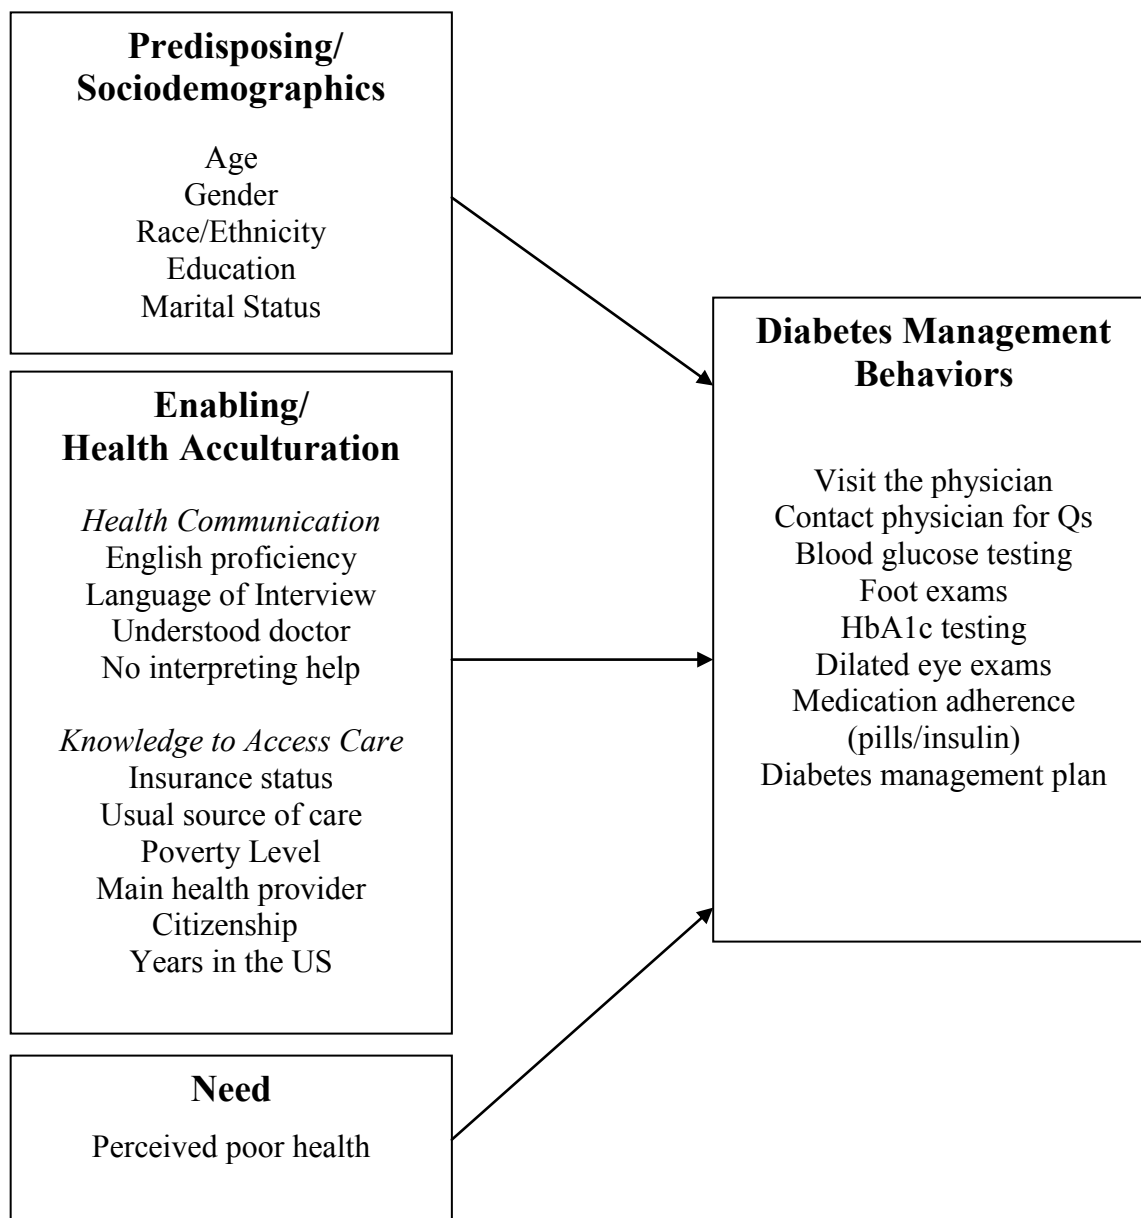 Predisposing/
Sociodemographics
Age
Gender
Race/Ethnicity
Education
Marital Status
Enabling/
Health Acculturation
Health Communication
English proficiency
Language of Interview
Understood doctor
No interpreting help
Knowledge to Access Care
Insurance status
Usual source of care
Poverty Level
Main health provider
Citizenship
Years in the US
Need
Perceived poor health
Diabetes Management
Behaviors
Visit the physician
Contact physician for Qs
Blood glucose testing
Foot exams
HbA1c testing
Dilated eye exams
Medication adherence
(pills/insulin)
Diabetes management plan